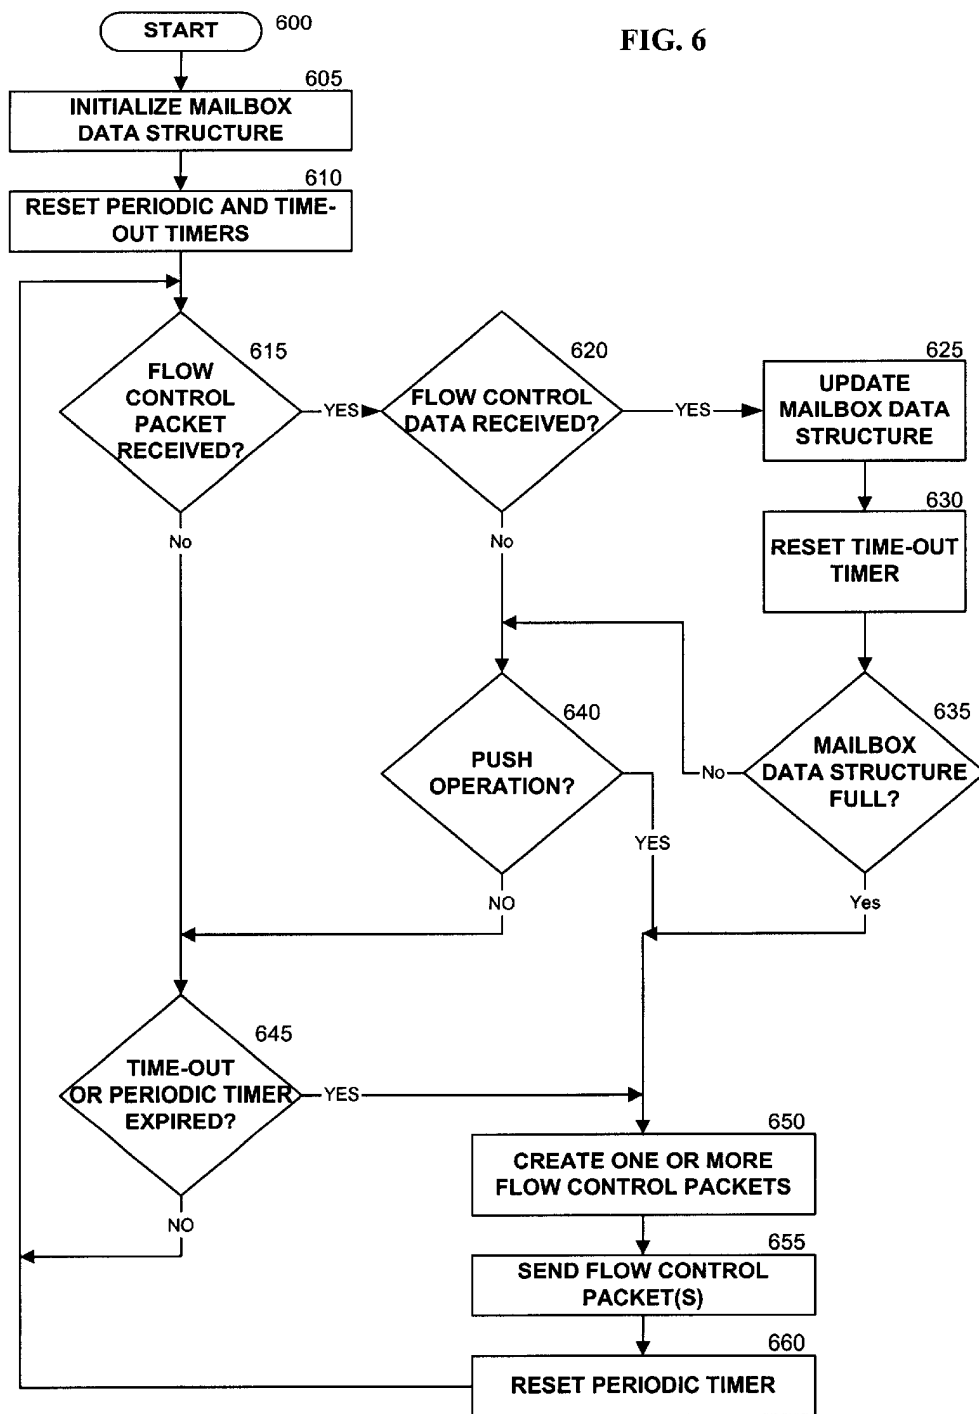 START
600
FIG. 6
605
INITIALIZE MAILBOX
DATA STRUCTURE
610
RESET PERIODIC AND TIME-
OUT TIMERS
615
FLOW
CONTROL
PACKET
RECEIVED?
YES
No
620
FLOW CONTROL
DATA RECEIVED?
YES
No
625
UPDATE
MAILBOX DATA
STRUCTURE
630
RESET TIME-OUT
TIMER
635
MAILBOX
DATA STRUCTURE
FULL?
No
Yes
640
PUSH
OPERATION?
YES
NO
645
TIME-OUT
OR PERIODIC TIMER
EXPIRED?
YES
NO
650
CREATE ONE OR MORE
FLOW CONTROL PACKETS
655
SEND FLOW CONTROL
PACKET(S)
660
RESET PERIODIC TIMER